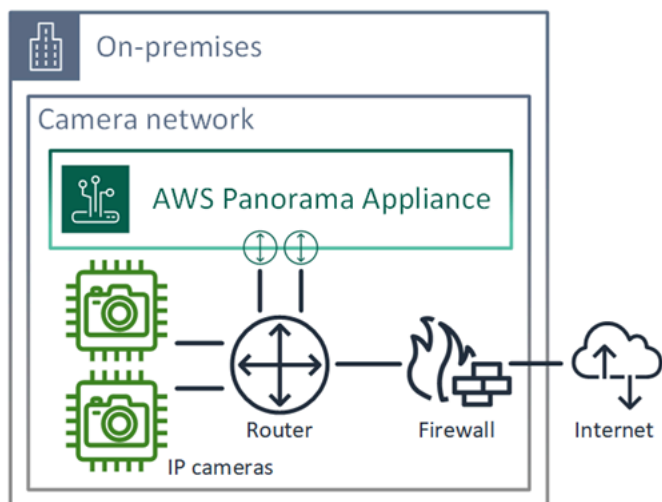 On-premises
Camera network
AWS Panorama Appliance
Router
Firewall
Internet
IP cameras